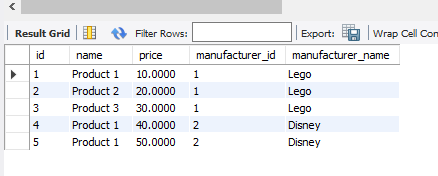 Result Grid Filter Rows: Export: Wrap Cell Con
id name price manufacturer_id manufacturer_name
1 Product 1 10.0000 1 Lego
2 Product 2 20.0000 1 Lego
3 Product 3 30.0000 1 Lego
4 Product 1 40.0000 2 Disney
5 Product 1 50.0000 2 Disney